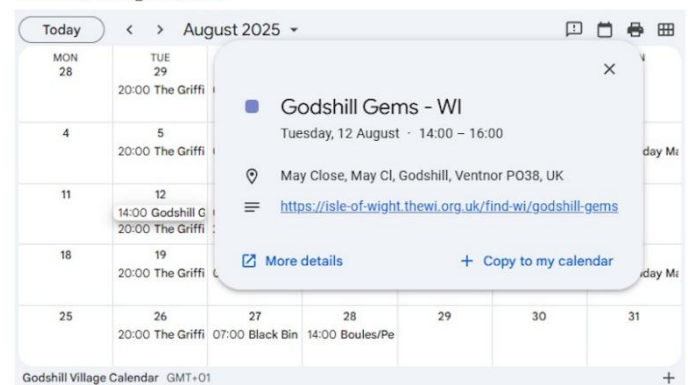 Today < > August 2025
MON TUE
28 29
20:00 The Griffi
4 5
20:00 The Griffi day Ma
11 12
14:00 Godshill G
20:00 The Griffi
18 19
20:00 The Griffi day Ma
Godshill Gems - WI
Tuesday, 12 August · 14:00 – 16:00
May Close, May Cl, Godshill, Ventnor PO38, UK
https://isle-of-wight.thewi.org.uk/find-wi/godshill-gems
More details + Copy to my calendar
25 26 27 28 29 30 31
20:00 The Griffi 07:00 Black Bin 14:00 Boules/Pe
Godshill Village Calendar GMT+01